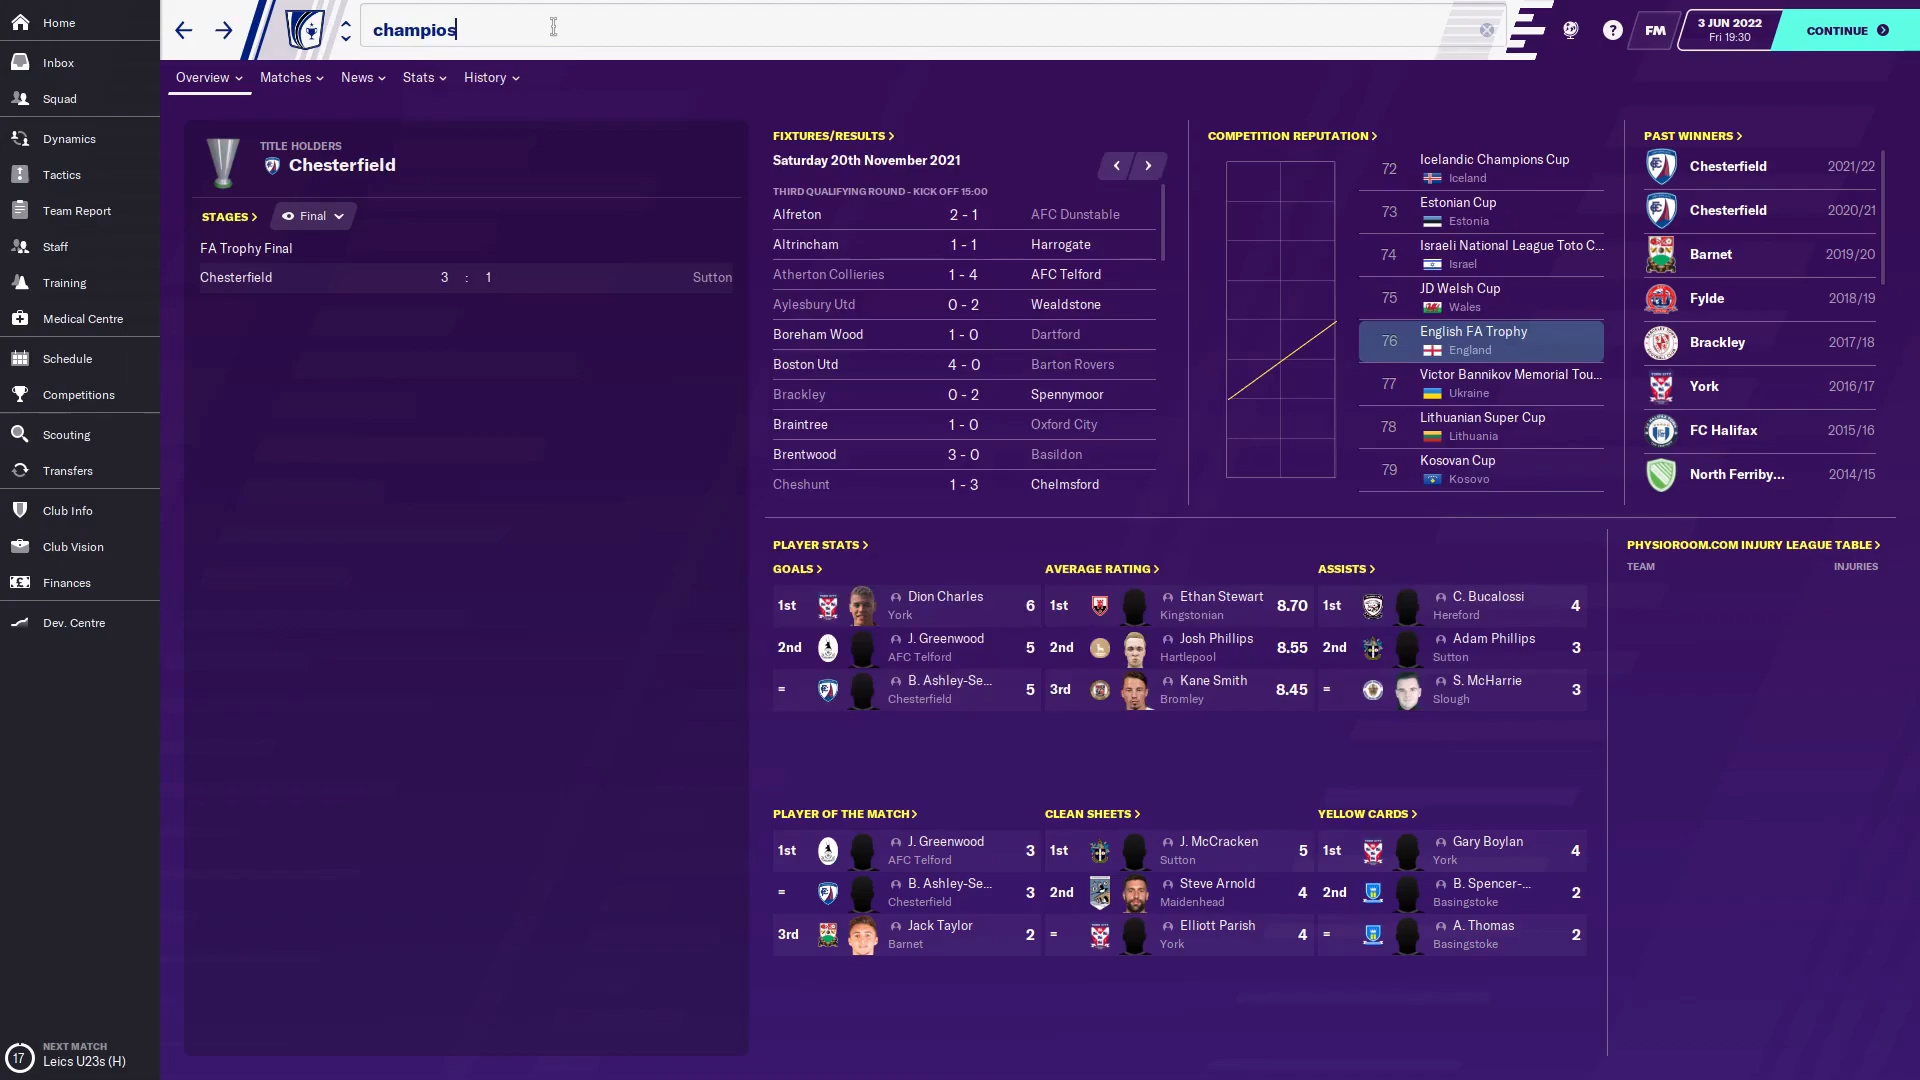 Home
Inbox
Squad
Dynamics
Tactics
Team Report
Staff
Training
Medical Centre
Schedule
Competitions
Scouting
Transfers
Club Info
Club Vision
Finances
Dev. Centre
17
NEXT MATCH
Leics U23s (H)
champios
FM
3 JUN 2022
Fri 19:30
CONTINUE
Overview
Matches
News
Stats
History
TITLE HOLDERS
Chesterfield
STAGES >
Final
FA Trophy Final
Chesterfield 3 : 1 Sutton
FIXTURES/RESULTS >
Saturday 20th November 2021
THIRD QUALIFYING ROUND - KICK OFF 15:00
Alfreton 2 - 1 AFC Dunstable
Altrincham 1 - 1 Harrogate
Atherton Collieries 1 - 4 AFC Telford
Aylesbury Utd 0 - 2 Wealdstone
Boreham Wood 1 - 0 Dartford
Boston Utd 4 - 0 Barton Rovers
Brackley 0 - 2 Spennymoor
Braintree 1 - 0 Oxford City
Brentwood 3 - 0 Basildon
Cheshunt 1 - 3 Chelmsford
COMPETITION REPUTATION >
72 Icelandic Champions Cup
Iceland
73 Estonian Cup
Estonia
74 Israeli National League Toto C...
Israel
75 JD Welsh Cup
Wales
76 English FA Trophy
England
77 Victor Bannikov Memorial Tou...
Ukraine
78 Lithuanian Super Cup
Lithuania
79 Kosovan Cup
Kosovo
PAST WINNERS >
Chesterfield 2021/22
Chesterfield 2020/21
Barnet 2019/20
Fylde 2018/19
Brackley 2017/18
York 2016/17
FC Halifax 2015/16
North Ferriby... 2014/15
PLAYER STATS >
GOALS >
1st Dion Charles 6
York
2nd J. Greenwood 5
AFC Telford
= B. Ashley-Se... 5
Chesterfield
AVERAGE RATING >
1st Ethan Stewart 8.70
Kingstonian
2nd Josh Phillips 8.55
Hartlepool
3rd Kane Smith 8.45
Bromley
ASSISTS >
1st C. Bucalossi 4
Hereford
2nd Adam Phillips 3
Sutton
= S. McHarrie 3
Slough
PHYSIOROOM.COM INJURY LEAGUE TABLE >
TEAM INJURIES
PLAYER OF THE MATCH >
1st J. Greenwood 3
AFC Telford
= B. Ashley-Se... 3
Chesterfield
3rd Jack Taylor 2
Barnet
CLEAN SHEETS >
1st J. McCracken 5
Sutton
2nd Steve Arnold 4
Maidenhead
= Elliott Parish 4
York
YELLOW CARDS >
1st Gary Boylan 4
York
2nd B. Spencer-... 2
Basingstoke
= A. Thomas 2
Basingstoke